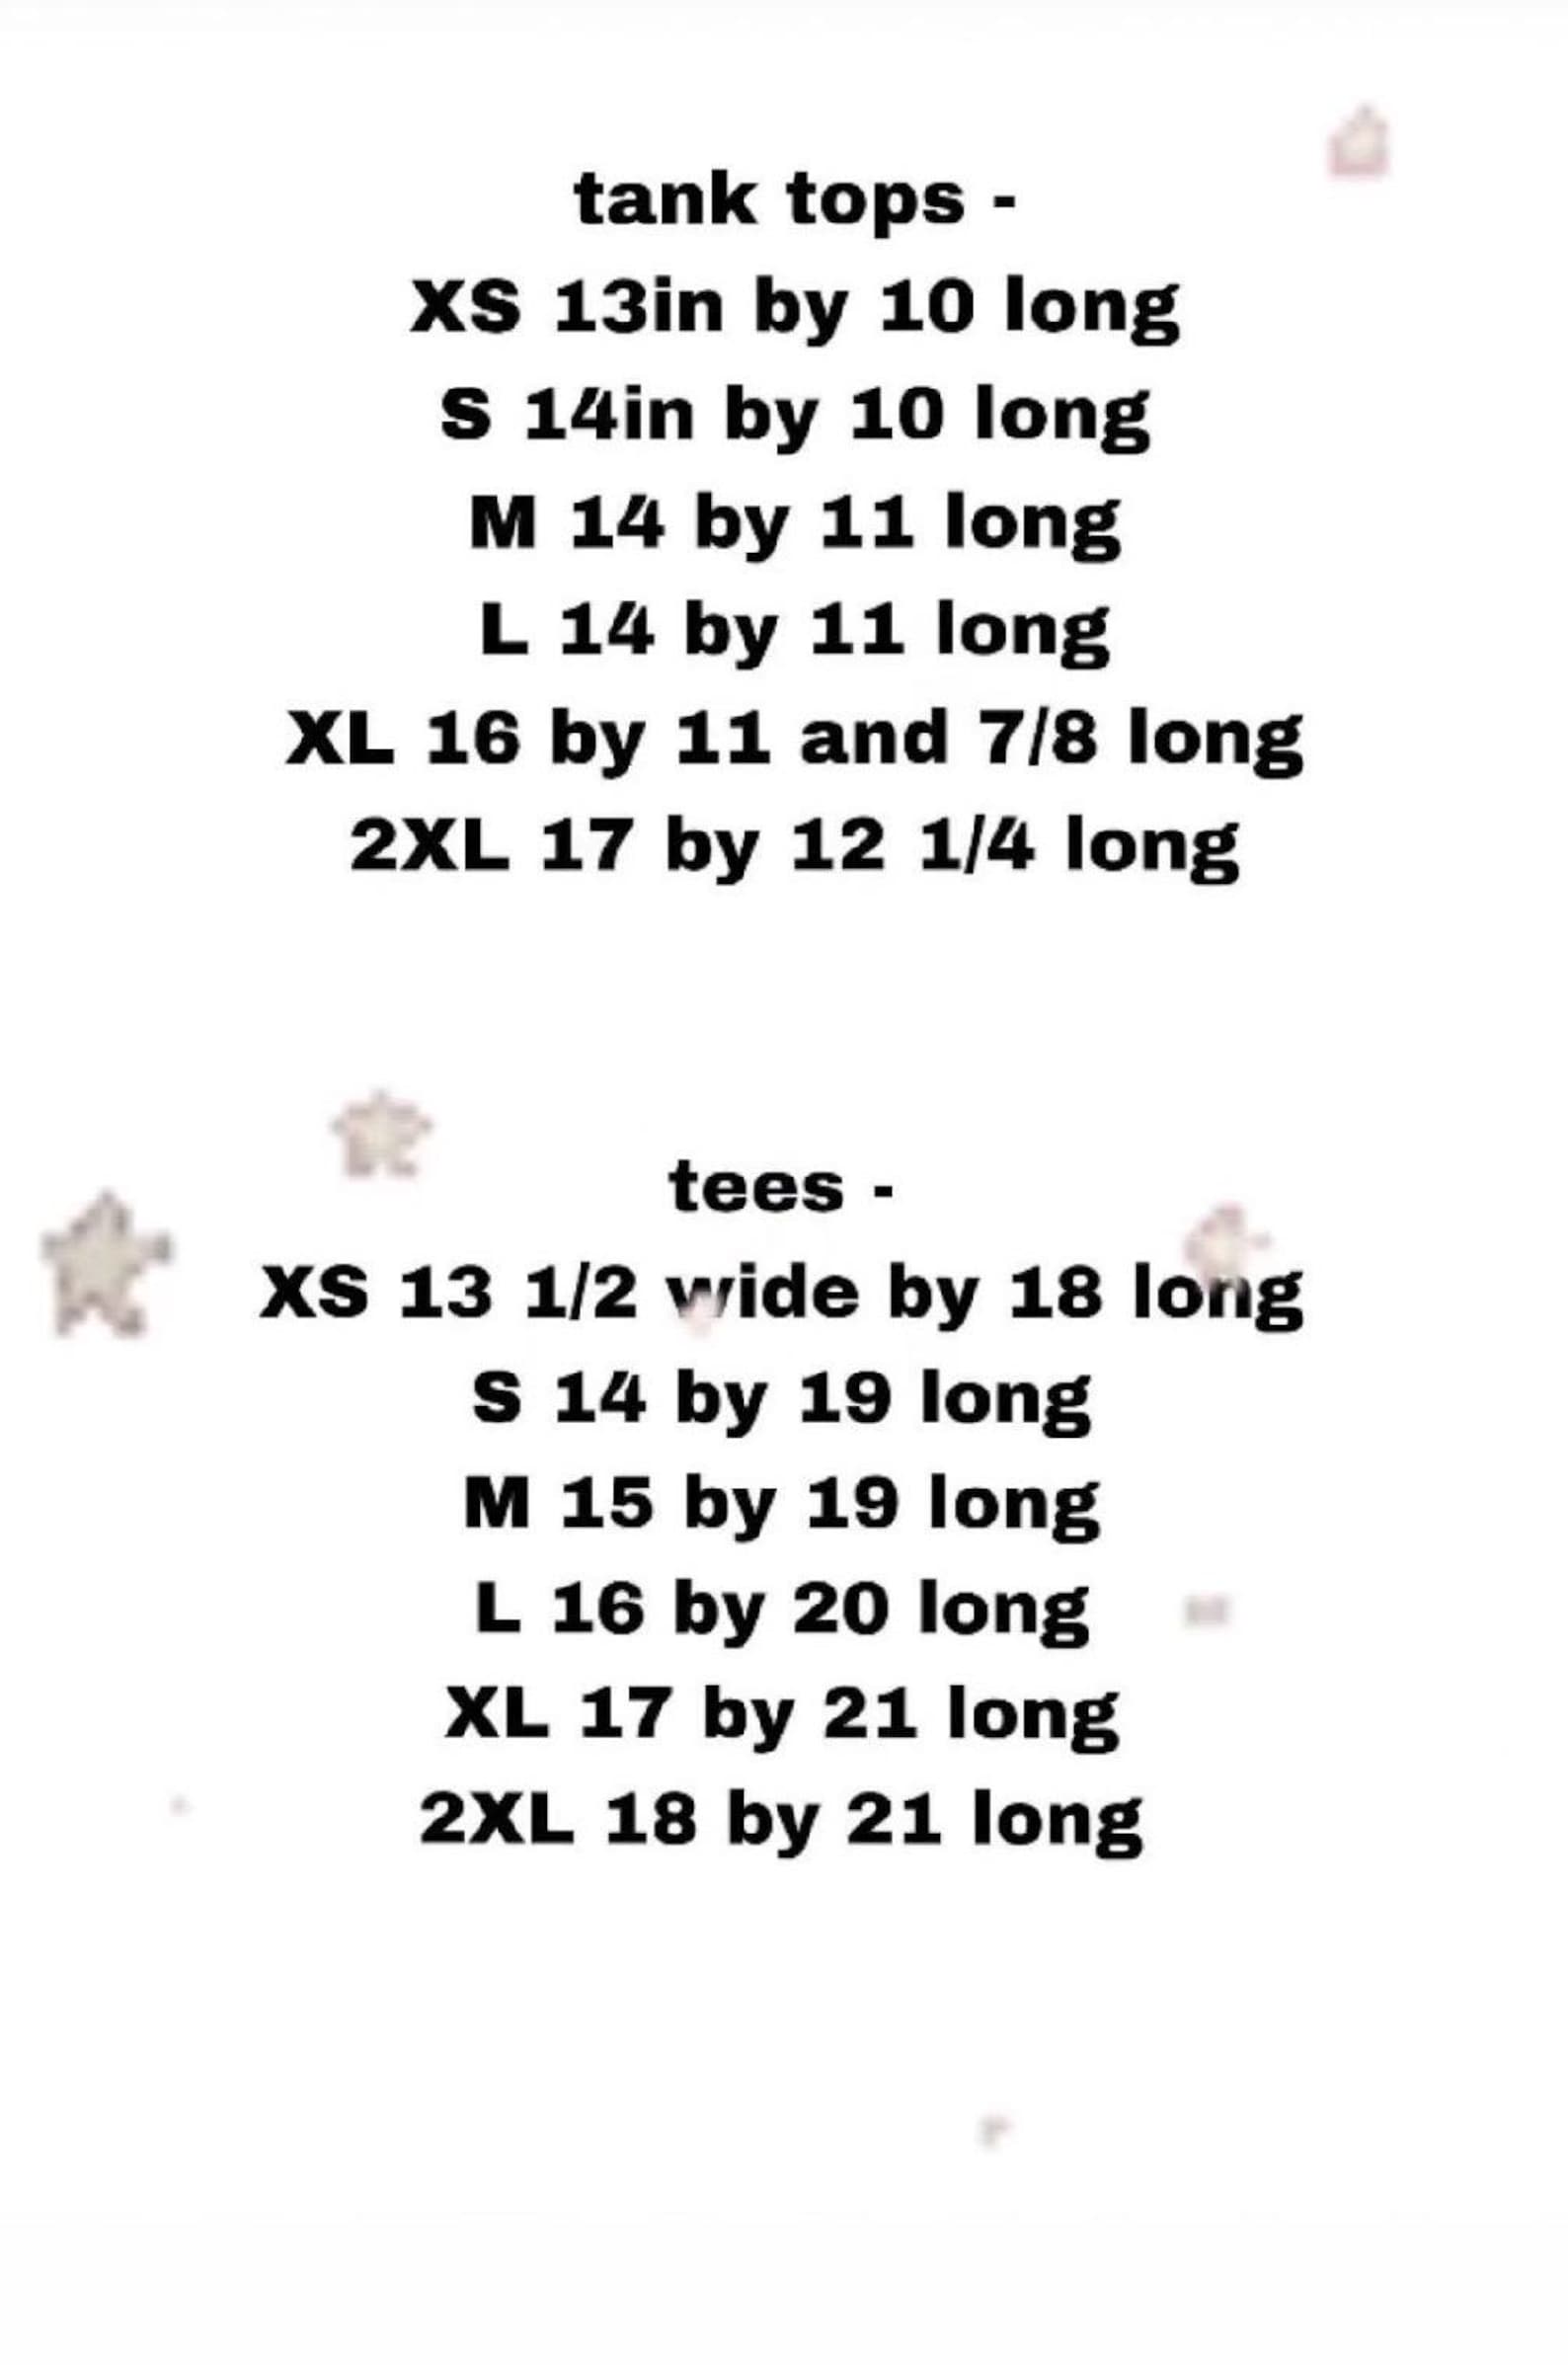 tank tops -
XS 13in by 10 long
S 14in by 10 long
M 14 by 11 long
L 14 by 11 long
XL 16 by 11 and 7/8 long
2XL 17 by 12 1/4 long
tees -
XS 13 1/2 wide by 18 long
S 14 by 19 long
M 15 by 19 long
L 16 by 20 long
XL 17 by 21 long
2XL 18 by 21 long